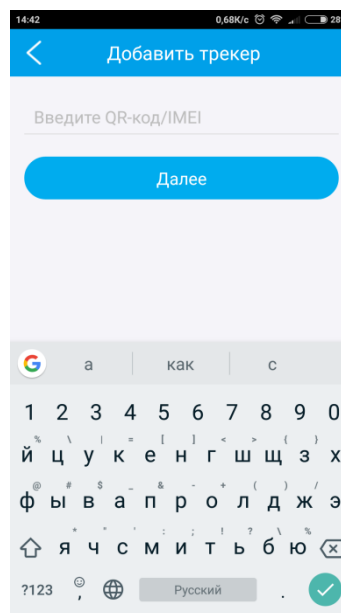 14:42 0,68K/c 28
Добавить трекер
Введите QR-код/IMEI
Далее
G а как с
1 2 3 4 5 6 7 8 9 0
% \ | = [ ] < > { }
й ц у к е н г ш щ з х
@ # $ _ & - + ( ) / 
ф ы в а п р о л д ж э
* " ' : ; ! ? \ %
я ч с м и т ь б ю
?123 , Русский .